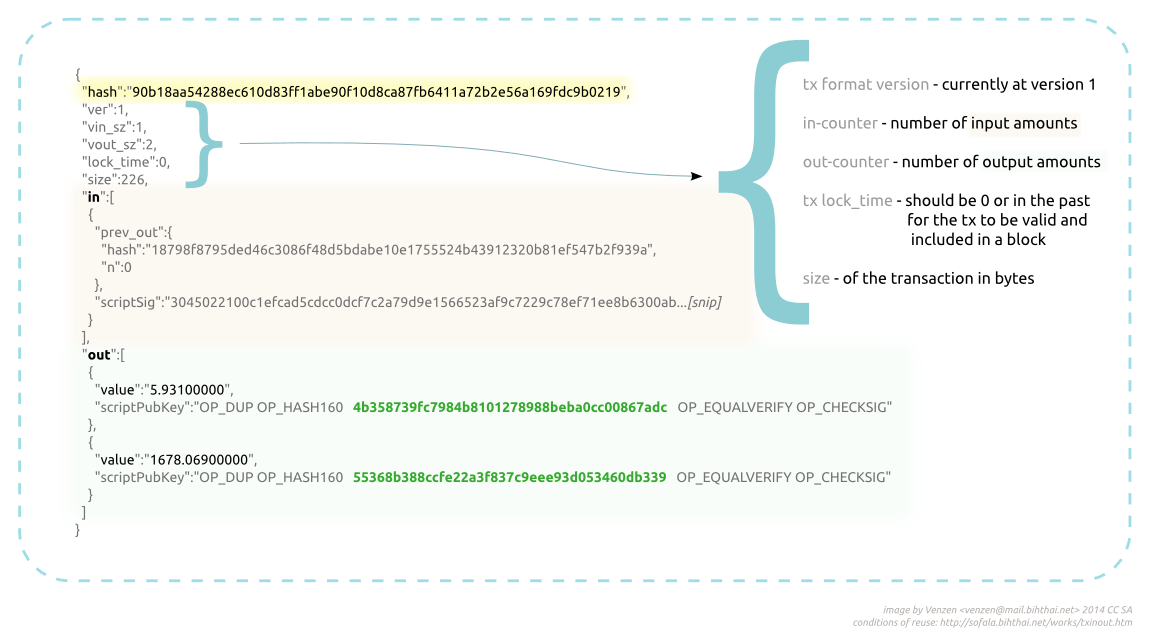 {
"hash":"90b18aa54288ec610d83ff1abe90f10d8ca87fb6411a72b2e56a169fdc9b0219",
"ver":1,
"vin_sz":1,
"vout_sz":2,
"lock_time":0,
"size":226,
"in":[
{
"prev_out":{
"hash":"18798f8795ded46c3086f48d5bdabe10e1755524b43912320b81ef547b2f939a",
"n":0
},
"scriptSig":"3045022100c1efcad5cdcc0dcf7c2a79d9e1566523af9c7229c78ef71ee8b6300ab...[snip]
}
],
"out":[
{
"value":"5.93100000",
"scriptPubKey":"OP_DUP OP_HASH160 4b358739fc7984b8101278988beba0cc00867adc OP_EQUALVERIFY OP_CHECKSIG"
},
{
"value":"1678.06900000",
"scriptPubKey":"OP_DUP OP_HASH160 55368b388ccfe22a3f837c9eee93d053460db339 OP_EQUALVERIFY OP_CHECKSIG"
}
]
}
tx format version - currently at version 1
in-counter - number of input amounts
out-counter - number of output amounts
tx lock_time - should be 0 or in the past
for the tx to be valid and
included in a block
size - of the transaction in bytes
image by Venzen <venzen@mail.bihthai.net> 2014 CC SA
conditions of reuse: http://sofala.bihthai.net/works/txinout.htm